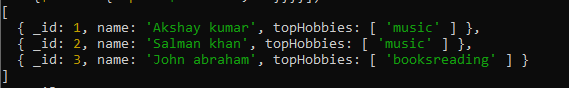 [
  { _id: 1, name: 'Akshay kumar', topHobbies: [ 'music' ] },
  { _id: 2, name: 'Salman khan', topHobbies: [ 'music' ] },
  { _id: 3, name: 'John abraham', topHobbies: [ 'booksreading' ] }
]